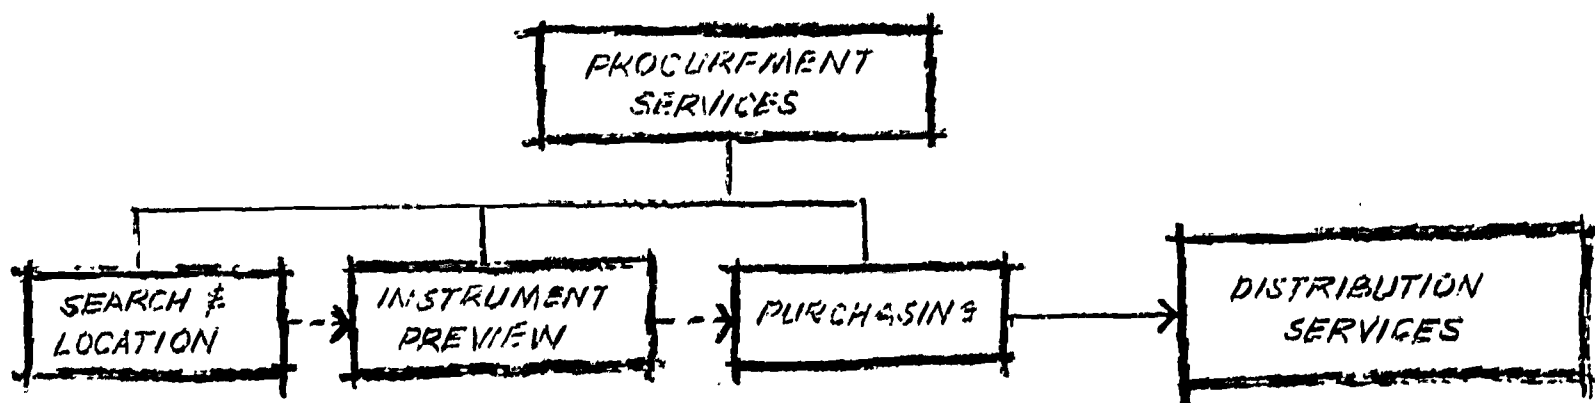 PROCUREMENT
SERVICES
SEARCH &
LOCATION
INSTRUMENT
PREVIEW
PURCHASING
DISTRIBUTION
SERVICES